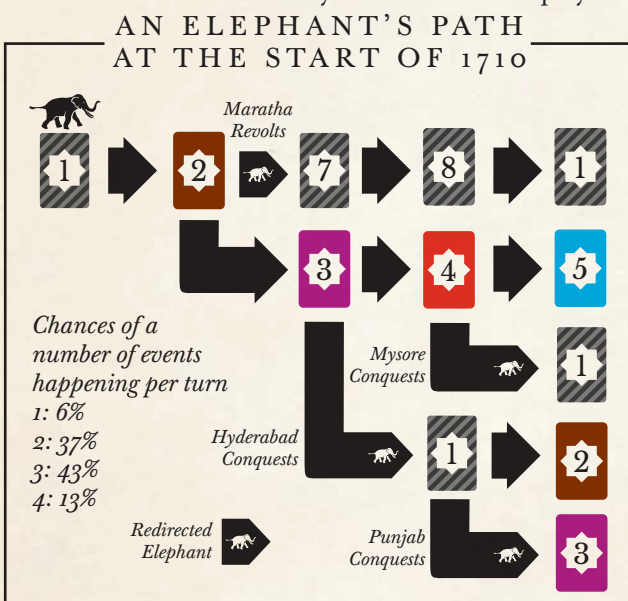 AN ELEPHANT'S PATH
AT THE START OF 1710
Maratha
Revolts
1
2
7
8
1
3
4
5
Chances of a
number of events
happening per turn
1: 6%
2: 37%
3: 43%
4: 13%
Mysore
Conquests
1
Hyderabad
Conquests
1
2
Redirected
Elephant
Punjab
Conquests
3